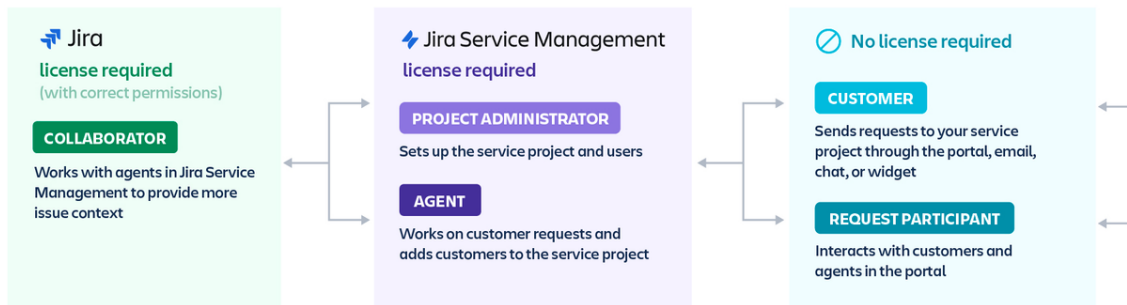 Jira
license required
(with correct permissions)
COLLABORATOR
Works with agents in Jira Service
Management to provide more
issue context
Jira Service Management
license required
PROJECT ADMINISTRATOR
Sets up the service project and users
AGENT
Works on customer requests and
adds customers to the service project
No license required
CUSTOMER
Sends requests to your service
project through the portal, email,
chat, or widget
REQUEST PARTICIPANT
Interacts with customers and
agents in the portal